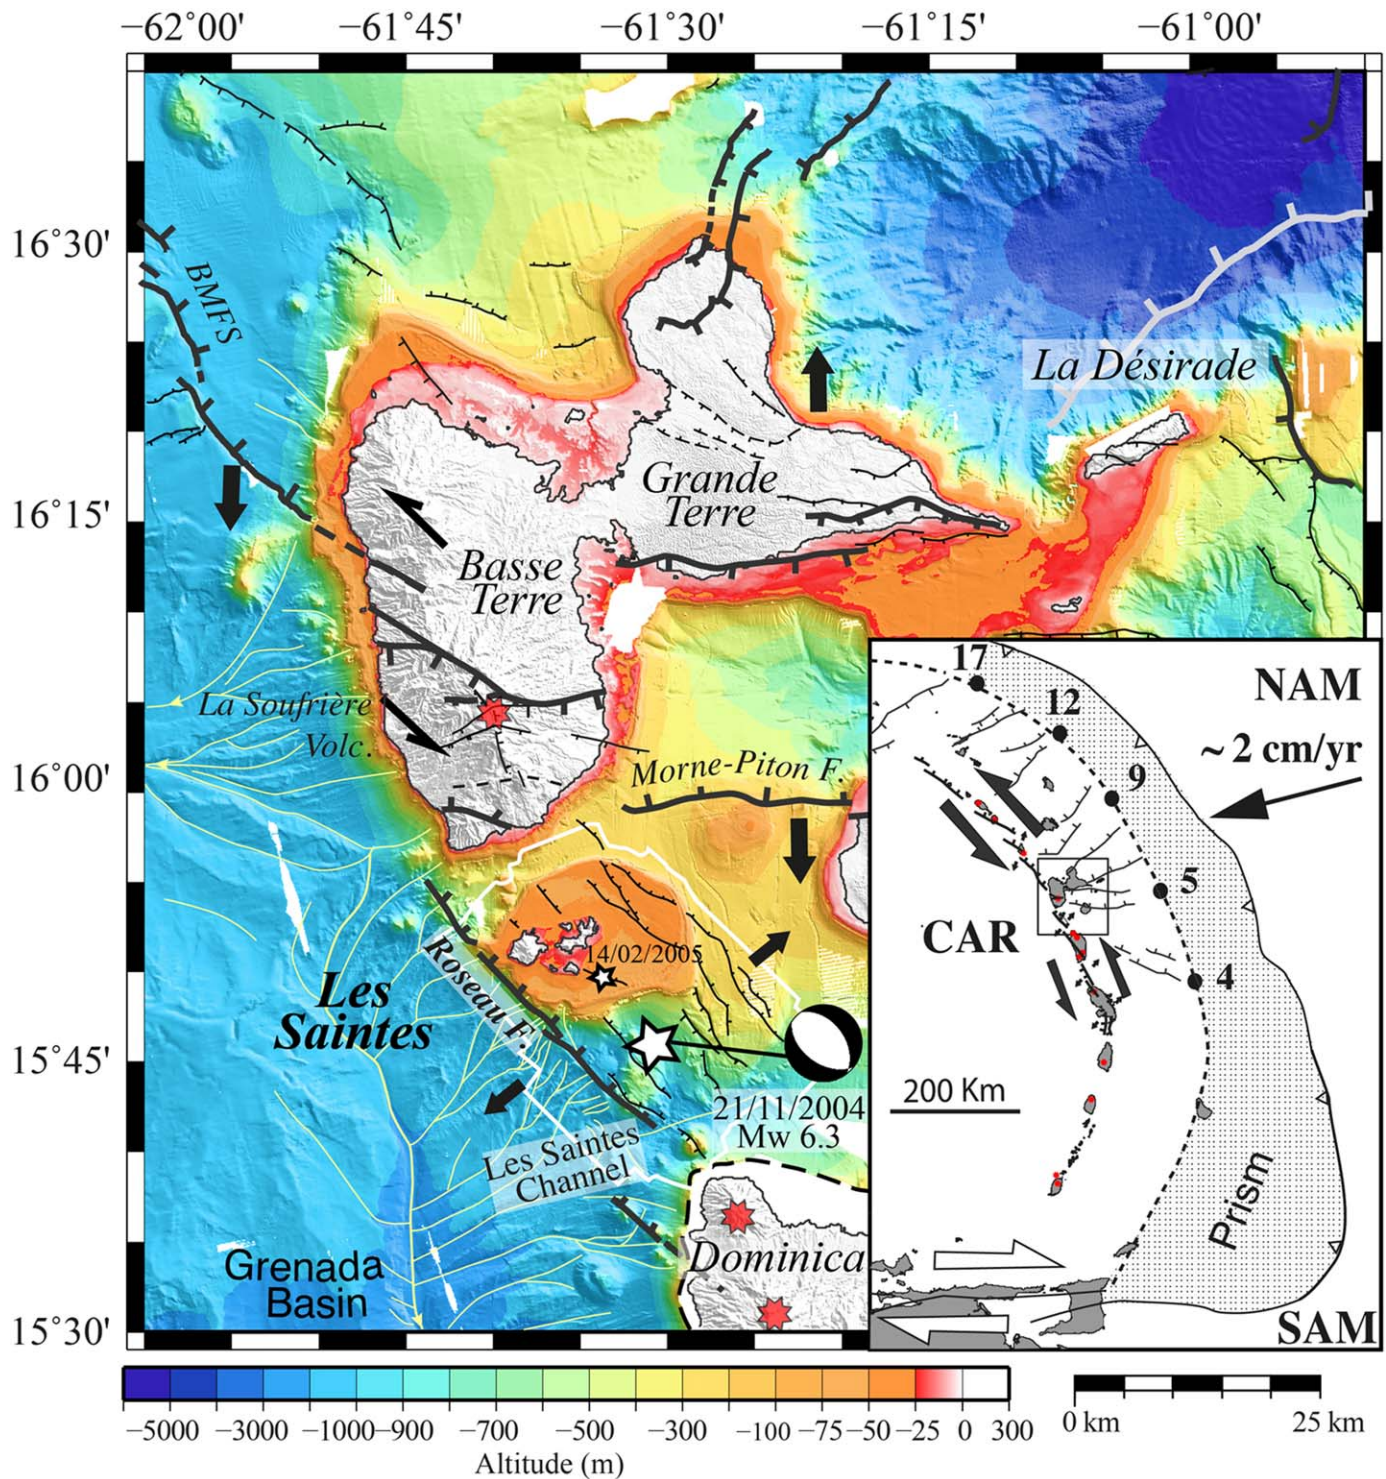 −62°00' −61°45' −61°30' −61°15' −61°00'
16°30'
16°15'
16°00'
15°45'
15°30'
BMFS
La Désirade
Grande
Terre
Basse
Terre
La Soufrière
Volc.
Morne-Piton F.
14/02/2005
Roseau F.
Les
Saintes
21/11/2004
Mw 6.3
Les Saintes
Channel
Dominica
Grenada
Basin
17
12
9
5
4
NAM
~ 2 cm/yr
CAR
200 Km
Prism
SAM
−5000 −3000 −1000 −900 −700 −500 −300 −100 −75 −50 −25 0 300
Altitude (m)
0 km 25 km